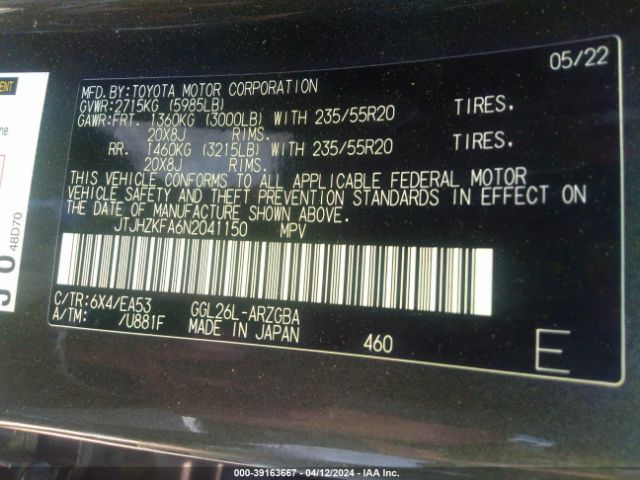 05/22
MFD.BY:TOYOTA MOTOR CORPORATION
GVWR:2715KG (5985LB)
GAWR:FRT. 1360KG (3000LB) WITH 235/55R20 TIRES.
20X8J RIMS.
RR. 1460KG (3215LB) WITH 235/55R20 TIRES.
20X8J RIMS.
THIS VEHICLE CONFORMS TO ALL APPLICABLE FEDERAL MOTOR
VEHICLE SAFETY AND THEFT PREVENTION STANDARDS IN EFFECT ON
THE DATE OF MANUFACTURE SHOWN ABOVE.
JTJHZKFA6N2041150 MPV
C/TR:6X4/EA53 GGL26L-ARZGBA
A/TM: /U881F MADE IN JAPAN 460
E
48D70
000-39163667 - 04/12/2024 - IAA Inc.